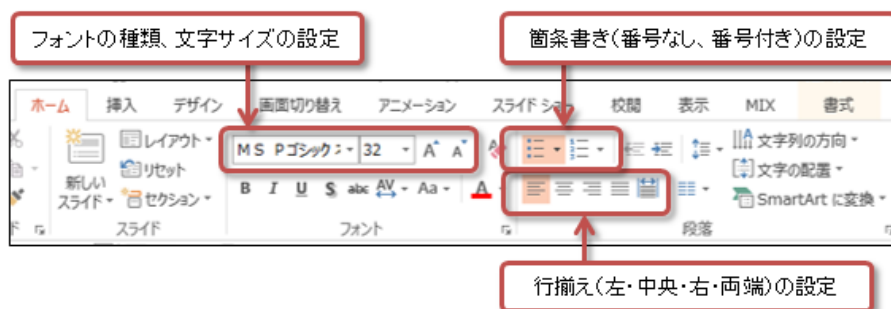 フォントの種類、文字サイズの設定
箇条書き(番号なし、番号付き)の設定
ホーム 挿入 デザイン 画面切り替え アニメーション スライド ショー 校閲 表示 MIX 書式
レイアウト
リセット
セクション
新しい
スライド
スライド
MS Pゴシック 32 A A
B I U S abc AV Aa A
フォント
文字列の方向
文字の配置
SmartArt に変換
段落
行揃え(左・中央・右・両端)の設定